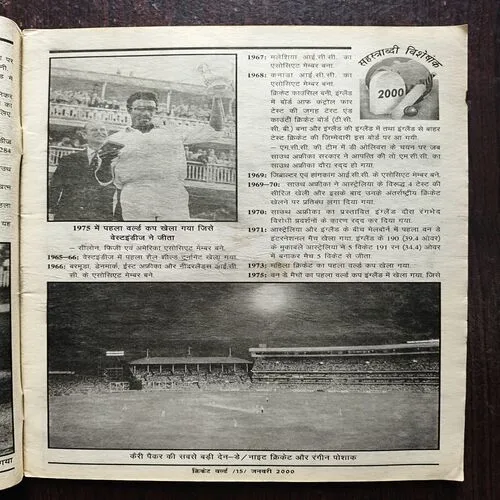 1975 में पहला वर्ल्ड कप खेला गया जिसे
वेस्टइंडीज ने जीता
– सीलोन, फिजी एवं अमेरिका एसोसिएट मेम्बर बने.
1965–66: वेस्टइंडीज में पहला शैल शील्ड टूर्नामेंट खेला गया.
1966: बरमूडा, डेनमार्क, ईस्ट अफ्रीका और नीदरलैंड्स आई.सी.
सी. के एसोसिएट मेम्बर बने.
1967: मलेशिया आई.सी.सी. का
एसोसिएट मेम्बर बना.
1968: कनाडा आई.सी.सी. का
एसोसिएट मेम्बर बना.
क्रिकेट काउंसिल बनी, इंग्लैंड
में बोर्ड आफ कंट्रोल फार
टेस्ट की जगह टेस्ट एंड
काउंटी क्रिकेट बोर्ड (टी.सी.
सी.बी.) बना और इंग्लैंड की इंग्लैंड में तथा इंग्लैंड से बाहर
टेस्ट क्रिकेट की जिम्मेदारी इस बोर्ड पर आ गयी.
– एम.सी.सी. की टीम में डी ओलिवेरा के चयन पर जब
साउथ अफ्रीका सरकार ने आपत्ति की तो एम.सी.सी. का
साउथ अफ्रीका दौरा रद्द हो गया.
1969: जिब्राल्टर एवं हांगकांग आई.सी.सी. के एसोसिएट मेम्बर बने.
1969–70: साउथ अफ्रीका ने आस्ट्रेलिया के विरूद्ध 4 टेस्ट की
सीरिज खेली और इसके बाद उनके अंतर्राष्ट्रीय क्रिकेट
खेलने पर प्रतिबंध लगा दिया गया.
1970: साउथ अफ्रीका का प्रस्तावित इंग्लैंड दौरा रंगभेद
विरोधी प्रदर्शनों के कारण रद्द कर दिया गया.
1971: आस्ट्रेलिया और इंग्लैंड के बीच मेलबोर्न में पहला वन डे
इंटरनेशनल मैच खेला गया. इंग्लैंड के 190 (39.4 ओवर)
के मुकाबले आस्ट्रेलिया ने 5 विकेट 191 रन (34.4) ओवर
में बनाकर मैच 5 विकेट से जीता.
1973: महिला क्रिकेट का पहला वर्ल्ड कप खेला गया.
1975: वन डे मैचों का पहला वर्ल्ड कप इंग्लैंड में खेला गया, जिसे
सहस्त्राब्दी विशेषांक
2000
कैरी पैकर की सबसे बड़ी देन–डे/नाइट क्रिकेट और रंगीन पोशाक
क्रिकेट वर्ल्ड /15/ जनवरी 2000